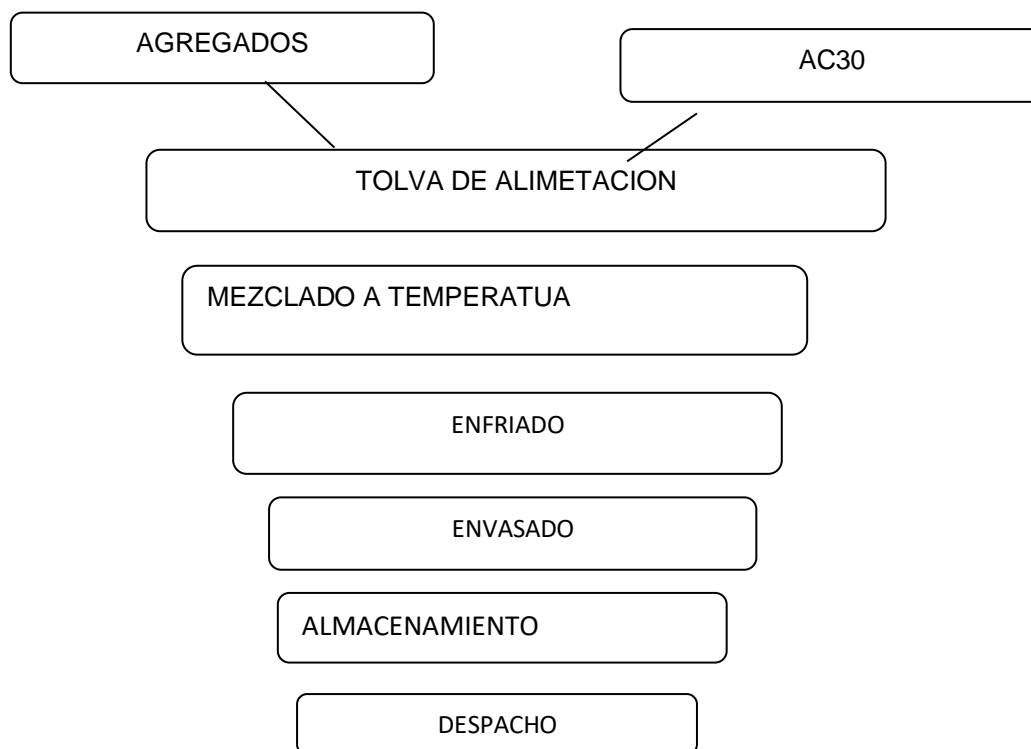 AGREGADOS
AC30
TOLVA DE ALIMETACION
MEZCLADO A TEMPERATUA
ENFRIADO
ENVASADO
ALMACENAMIENTO
DESPACHO